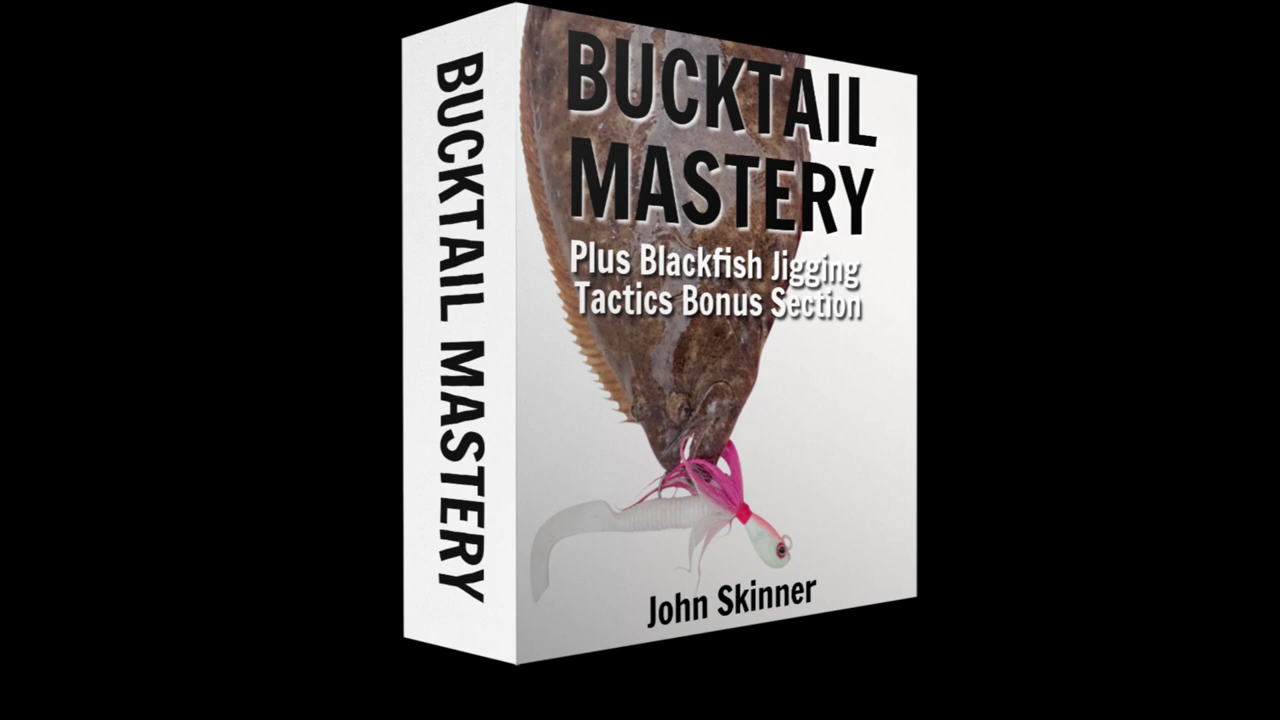 BUCKTAIL MASTERY
BUCKTAIL
MASTERY
Plus Blackfish Jigging
Tactics Bonus Section
John Skinner